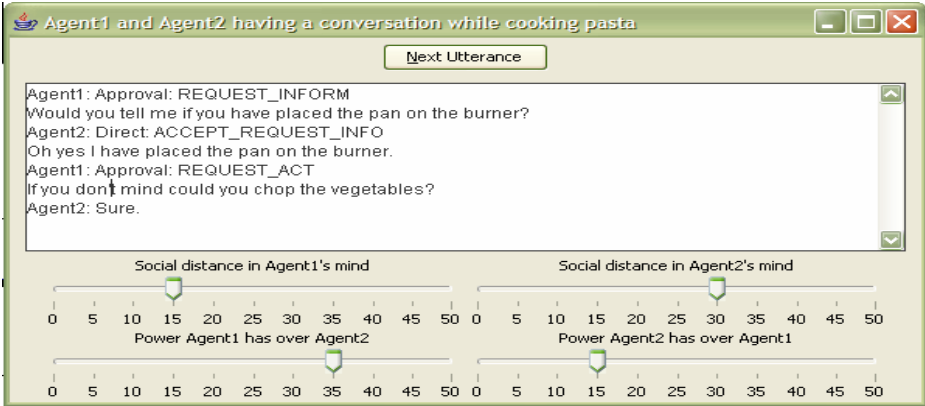 Agent1 and Agent2 having a conversation while cooking pasta
Next Utterance
Agent1: Approval: REQUEST_INFORM
Would you tell me if you have placed the pan on the burner?
Agent2: Direct: ACCEPT_REQUEST_INFO
Oh yes I have placed the pan on the burner.
Agent1: Approval: REQUEST_ACT
If you don't mind could you chop the vegetables?
Agent2: Sure.
Social distance in Agent1's mind
Social distance in Agent2's mind
0 5 10 15 20 25 30 35 40 45 50
0 5 10 15 20 25 30 35 40 45 50
Power Agent1 has over Agent2
Power Agent2 has over Agent1
0 5 10 15 20 25 30 35 40 45 50
0 5 10 15 20 25 30 35 40 45 50